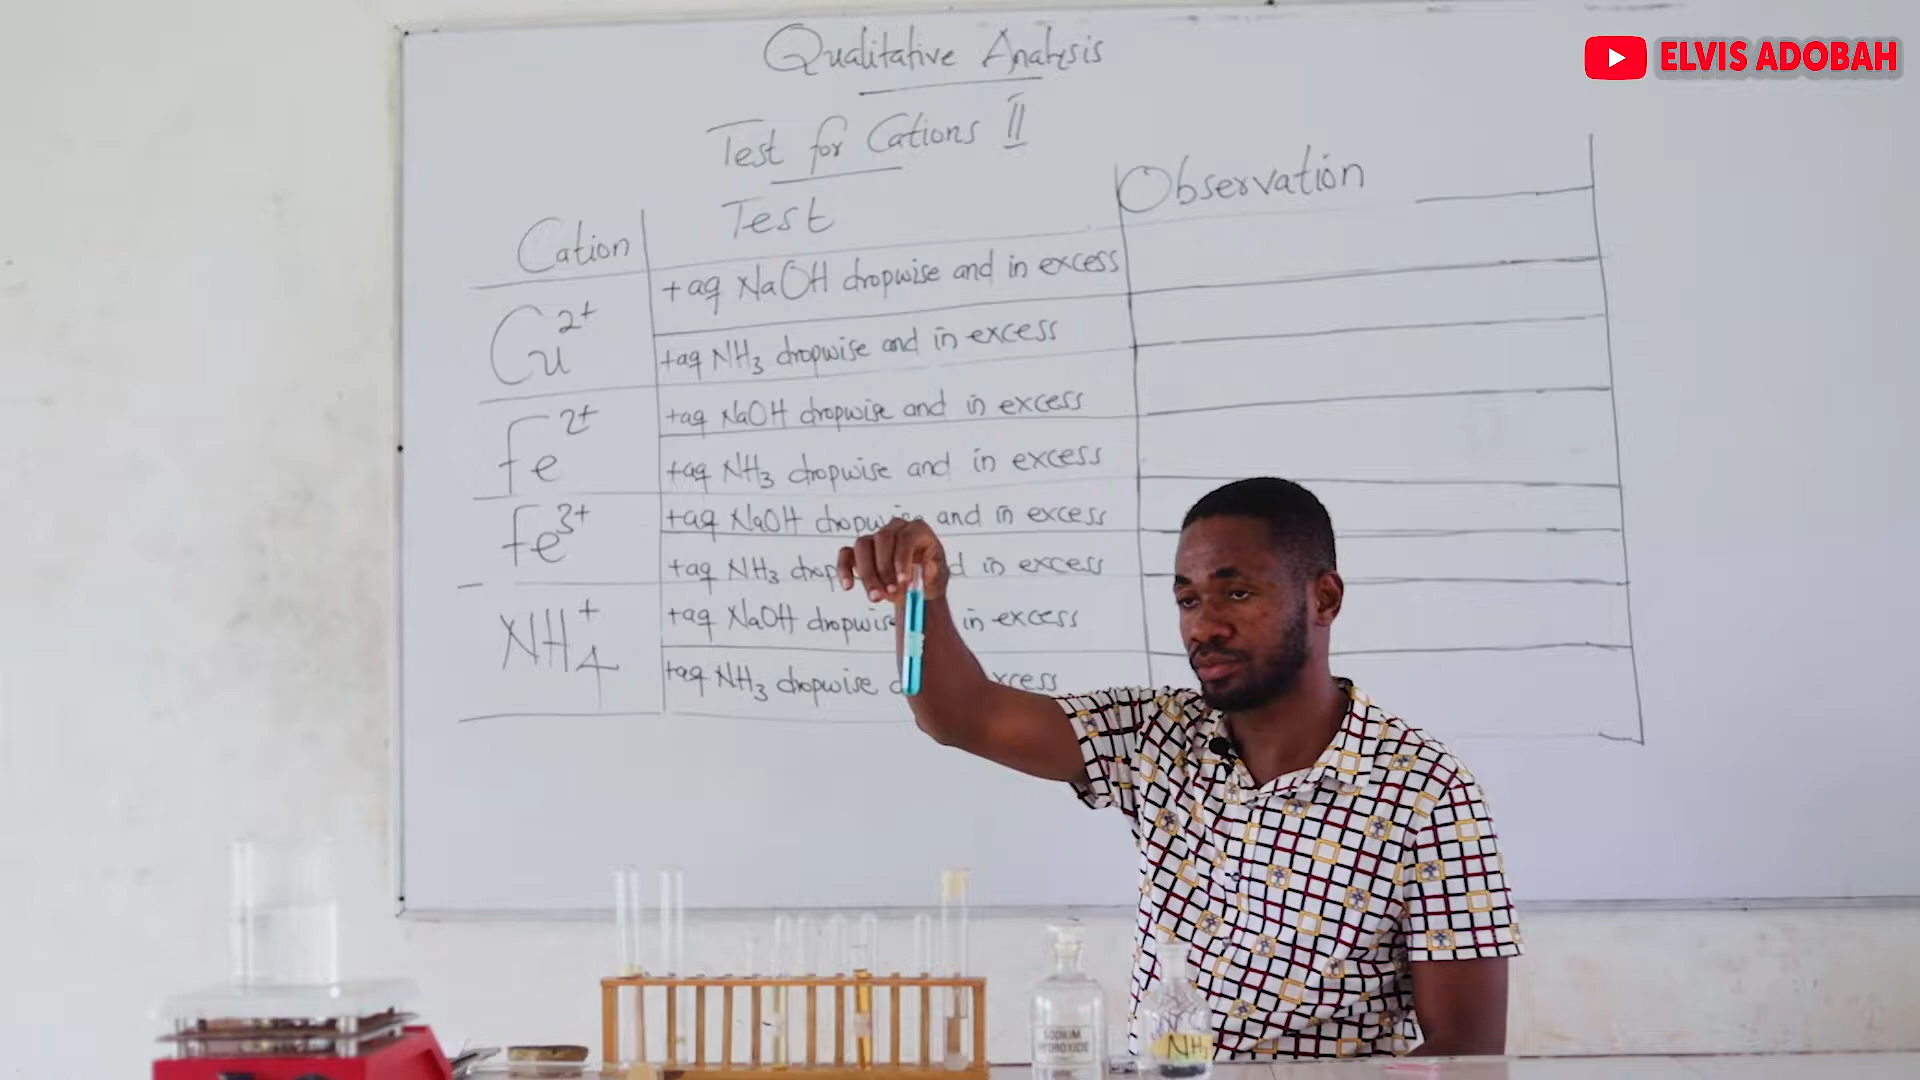 ELVIS ADOBAH
Qualitative Analysis
Test for Cations II
Cation Test Observation
Cu²⁺
+aq NaOH dropwise and in excess
+aq NH₃ dropwise and in excess
Fe²⁺
+aq NaOH dropwise and in excess
+aq NH₃ dropwise and in excess
Fe³⁺
+aq NaOH dropwise and in excess
+aq NH₃ in excess
NH₄⁺
+aq NaOH dropwise in excess
+aq NH₃ dropwise
SODIUM
HYDROXIDE
NH₃